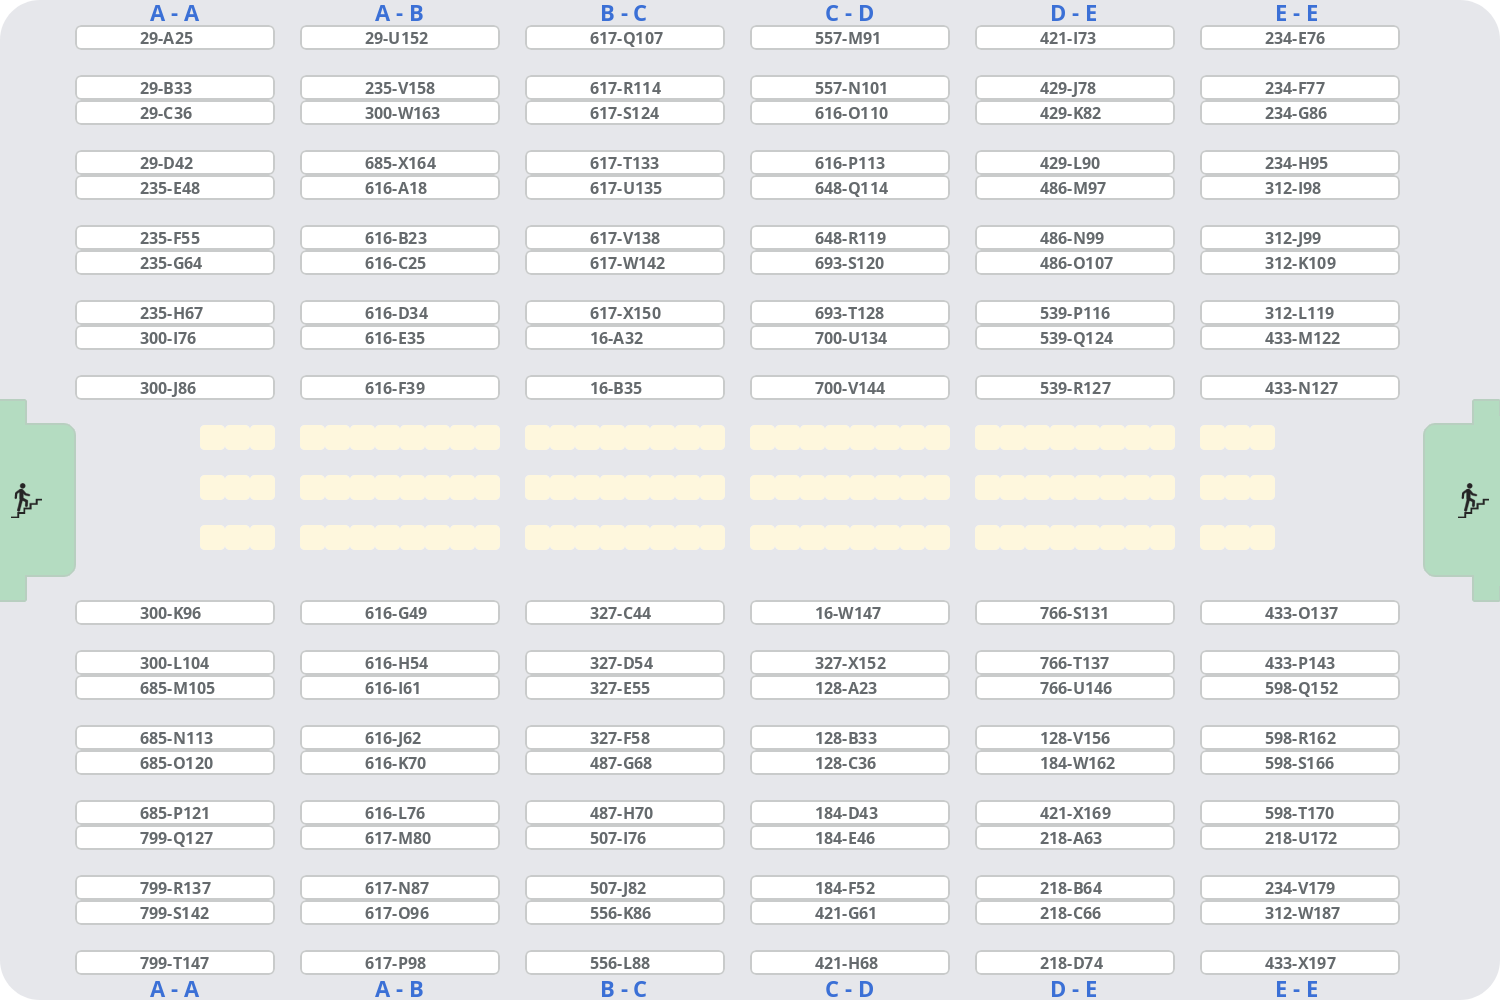 A - A A - B B - C C - D D - E E - E
29-A25 29-U152 617-Q107 557-M91 421-I73 234-E76
29-B33 235-V158 617-R114 557-N101 429-J78 234-F77
29-C36 300-W163 617-S124 616-O110 429-K82 234-G86
29-D42 685-X164 617-T133 616-P113 429-L90 234-H95
235-E48 616-A18 617-U135 648-Q114 486-M97 312-I98
235-F55 616-B23 617-V138 648-R119 486-N99 312-J99
235-G64 616-C25 617-W142 693-S120 486-O107 312-K109
235-H67 616-D34 617-X150 693-T128 539-P116 312-L119
300-I76 616-E35 16-A32 700-U134 539-Q124 433-M122
300-J86 616-F39 16-B35 700-V144 539-R127 433-N127
300-K96 616-G49 327-C44 16-W147 766-S131 433-O137
300-L104 616-H54 327-D54 327-X152 766-T137 433-P143
685-M105 616-I61 327-E55 128-A23 766-U146 598-Q152
685-N113 616-J62 327-F58 128-B33 128-V156 598-R162
685-O120 616-K70 487-G68 128-C36 184-W162 598-S166
685-P121 616-L76 487-H70 184-D43 421-X169 598-T170
799-Q127 617-M80 507-I76 184-E46 218-A63 218-U172
799-R137 617-N87 507-J82 184-F52 218-B64 234-V179
799-S142 617-O96 556-K86 421-G61 218-C66 312-W187
799-T147 617-P98 556-L88 421-H68 218-D74 433-X197
A - A A - B B - C C - D D - E E - E